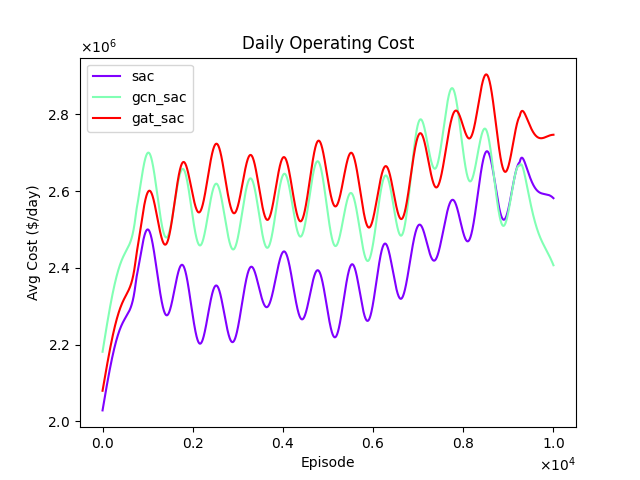 Daily Operating Cost
×10⁶
sac
gcn_sac
gat_sac
Avg Cost ($/day)
2.8
2.6
2.4
2.2
2.0
0.0 0.2 0.4 0.6 0.8 1.0
Episode
×10⁴